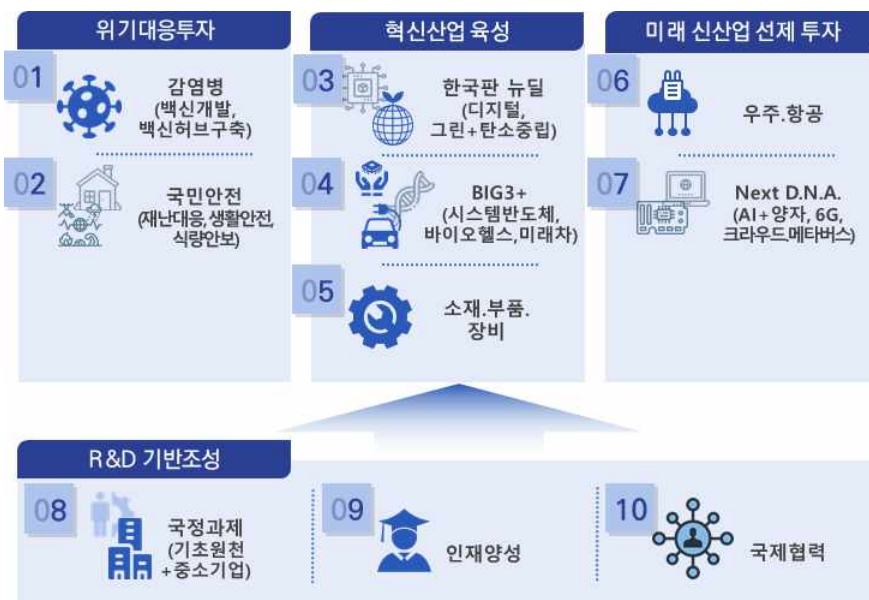 위기대응투자
01
감염병
(백신개발,
백신허브구축)
02
국민안전
(재난대응,생활안전,
식량안보)
혁신산업 육성
03
한국판 뉴딜
(디지털,
그린+탄소중립)
04
BIG3+
(시스템반도체,
바이오헬스,미래차)
05
소재.부품.
장비
미래 신산업 선제 투자
06
우주.항공
07
Next D.N.A.
(AI+양자, 6G,
크라우드.메타버스)
R&D 기반조성
08
국정과제
(기초원천
+중소기업)
09
인재양성
10
국제협력